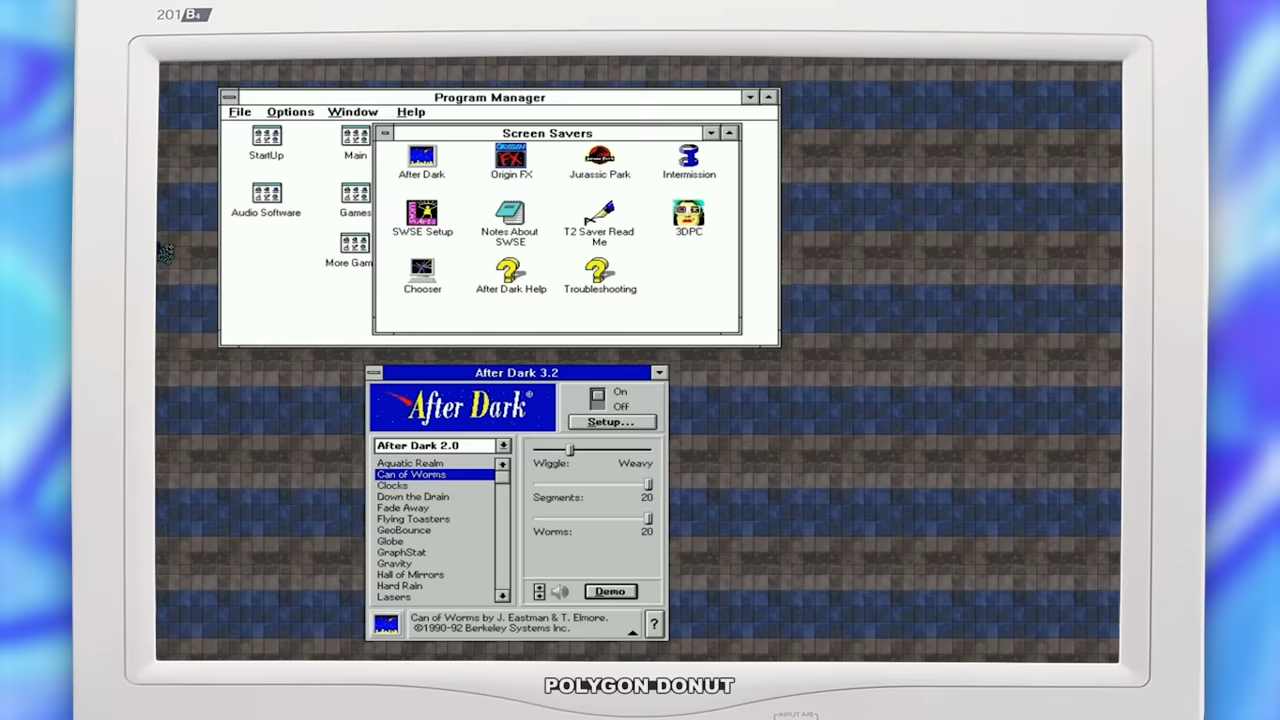 201 B4
Program Manager
File Options Window Help
Screen Savers
StartUp
Main
Audio Software
Games
More Gam
After Dark
Origin FX
Jurassic Park
Intermission
SWSE Setup
Notes About SWSE
T2 Saver Read Me
3DPC
Chooser
After Dark Help
Troubleshooting
After Dark 3.2
After Dark®
On
Off
Setup...
After Dark 2.0
Aquatic Realm
Can of Worms
Clocks
Down the Drain
Fade Away
Flying Toasters
GeoBounce
Globe
GraphStat
Gravity
Hall of Mirrors
Hard Rain
Lasers
Wiggle: Weavy
Segments: 20
Worms: 20
Demo
Can of Worms by J. Eastman & T. Elmore.
©1990-92 Berkeley Systems Inc.
?
POLYGON DONUT
INPUT A/B